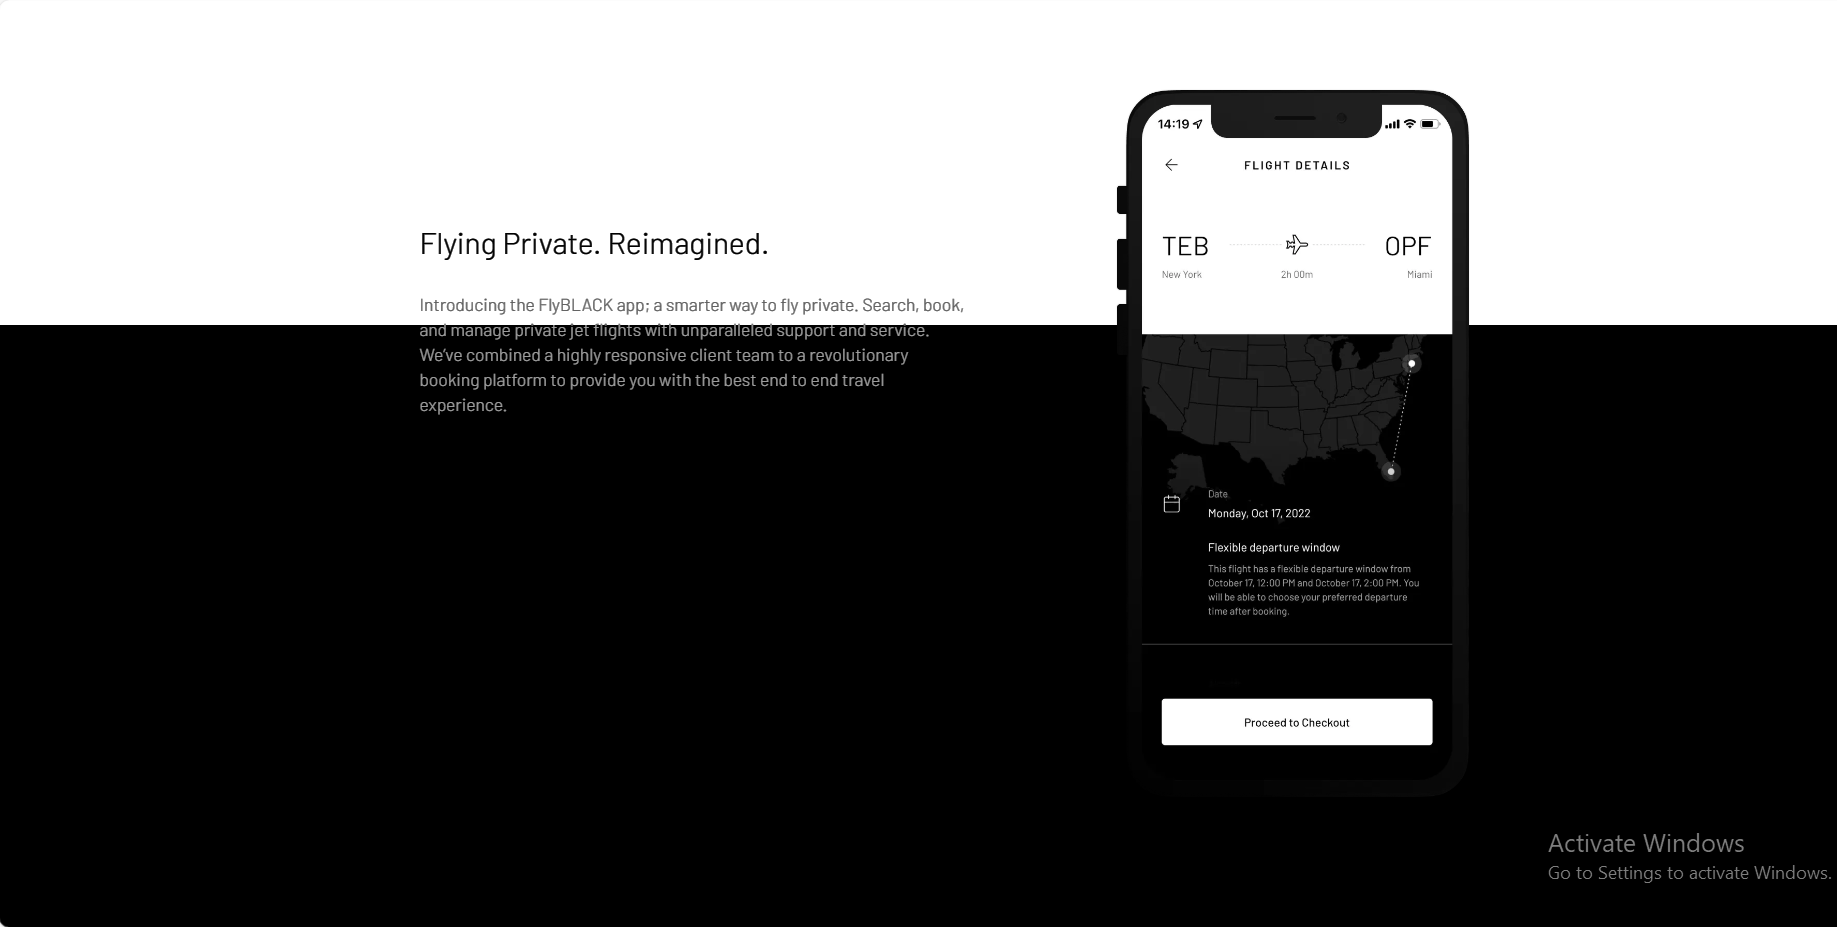 Flying Private. Reimagined.
Introducing the FlyBLACK app; a smarter way to fly private. Search, book,
and manage private jet flights with unparalleled support and service.
We've combined a highly responsive client team to a revolutionary
booking platform to provide you with the best end to end travel
experience.
14:19
FLIGHT DETAILS
TEB OPF
New York 2h 00m Miami
Date
Monday, Oct 17, 2022
Flexible departure window
This flight has a flexible departure window from
October 17, 12:00 PM and October 17, 2:00 PM. You
will be able to choose your preferred departure
time after booking.
Proceed to Checkout
Activate Windows
Go to Settings to activate Windows.